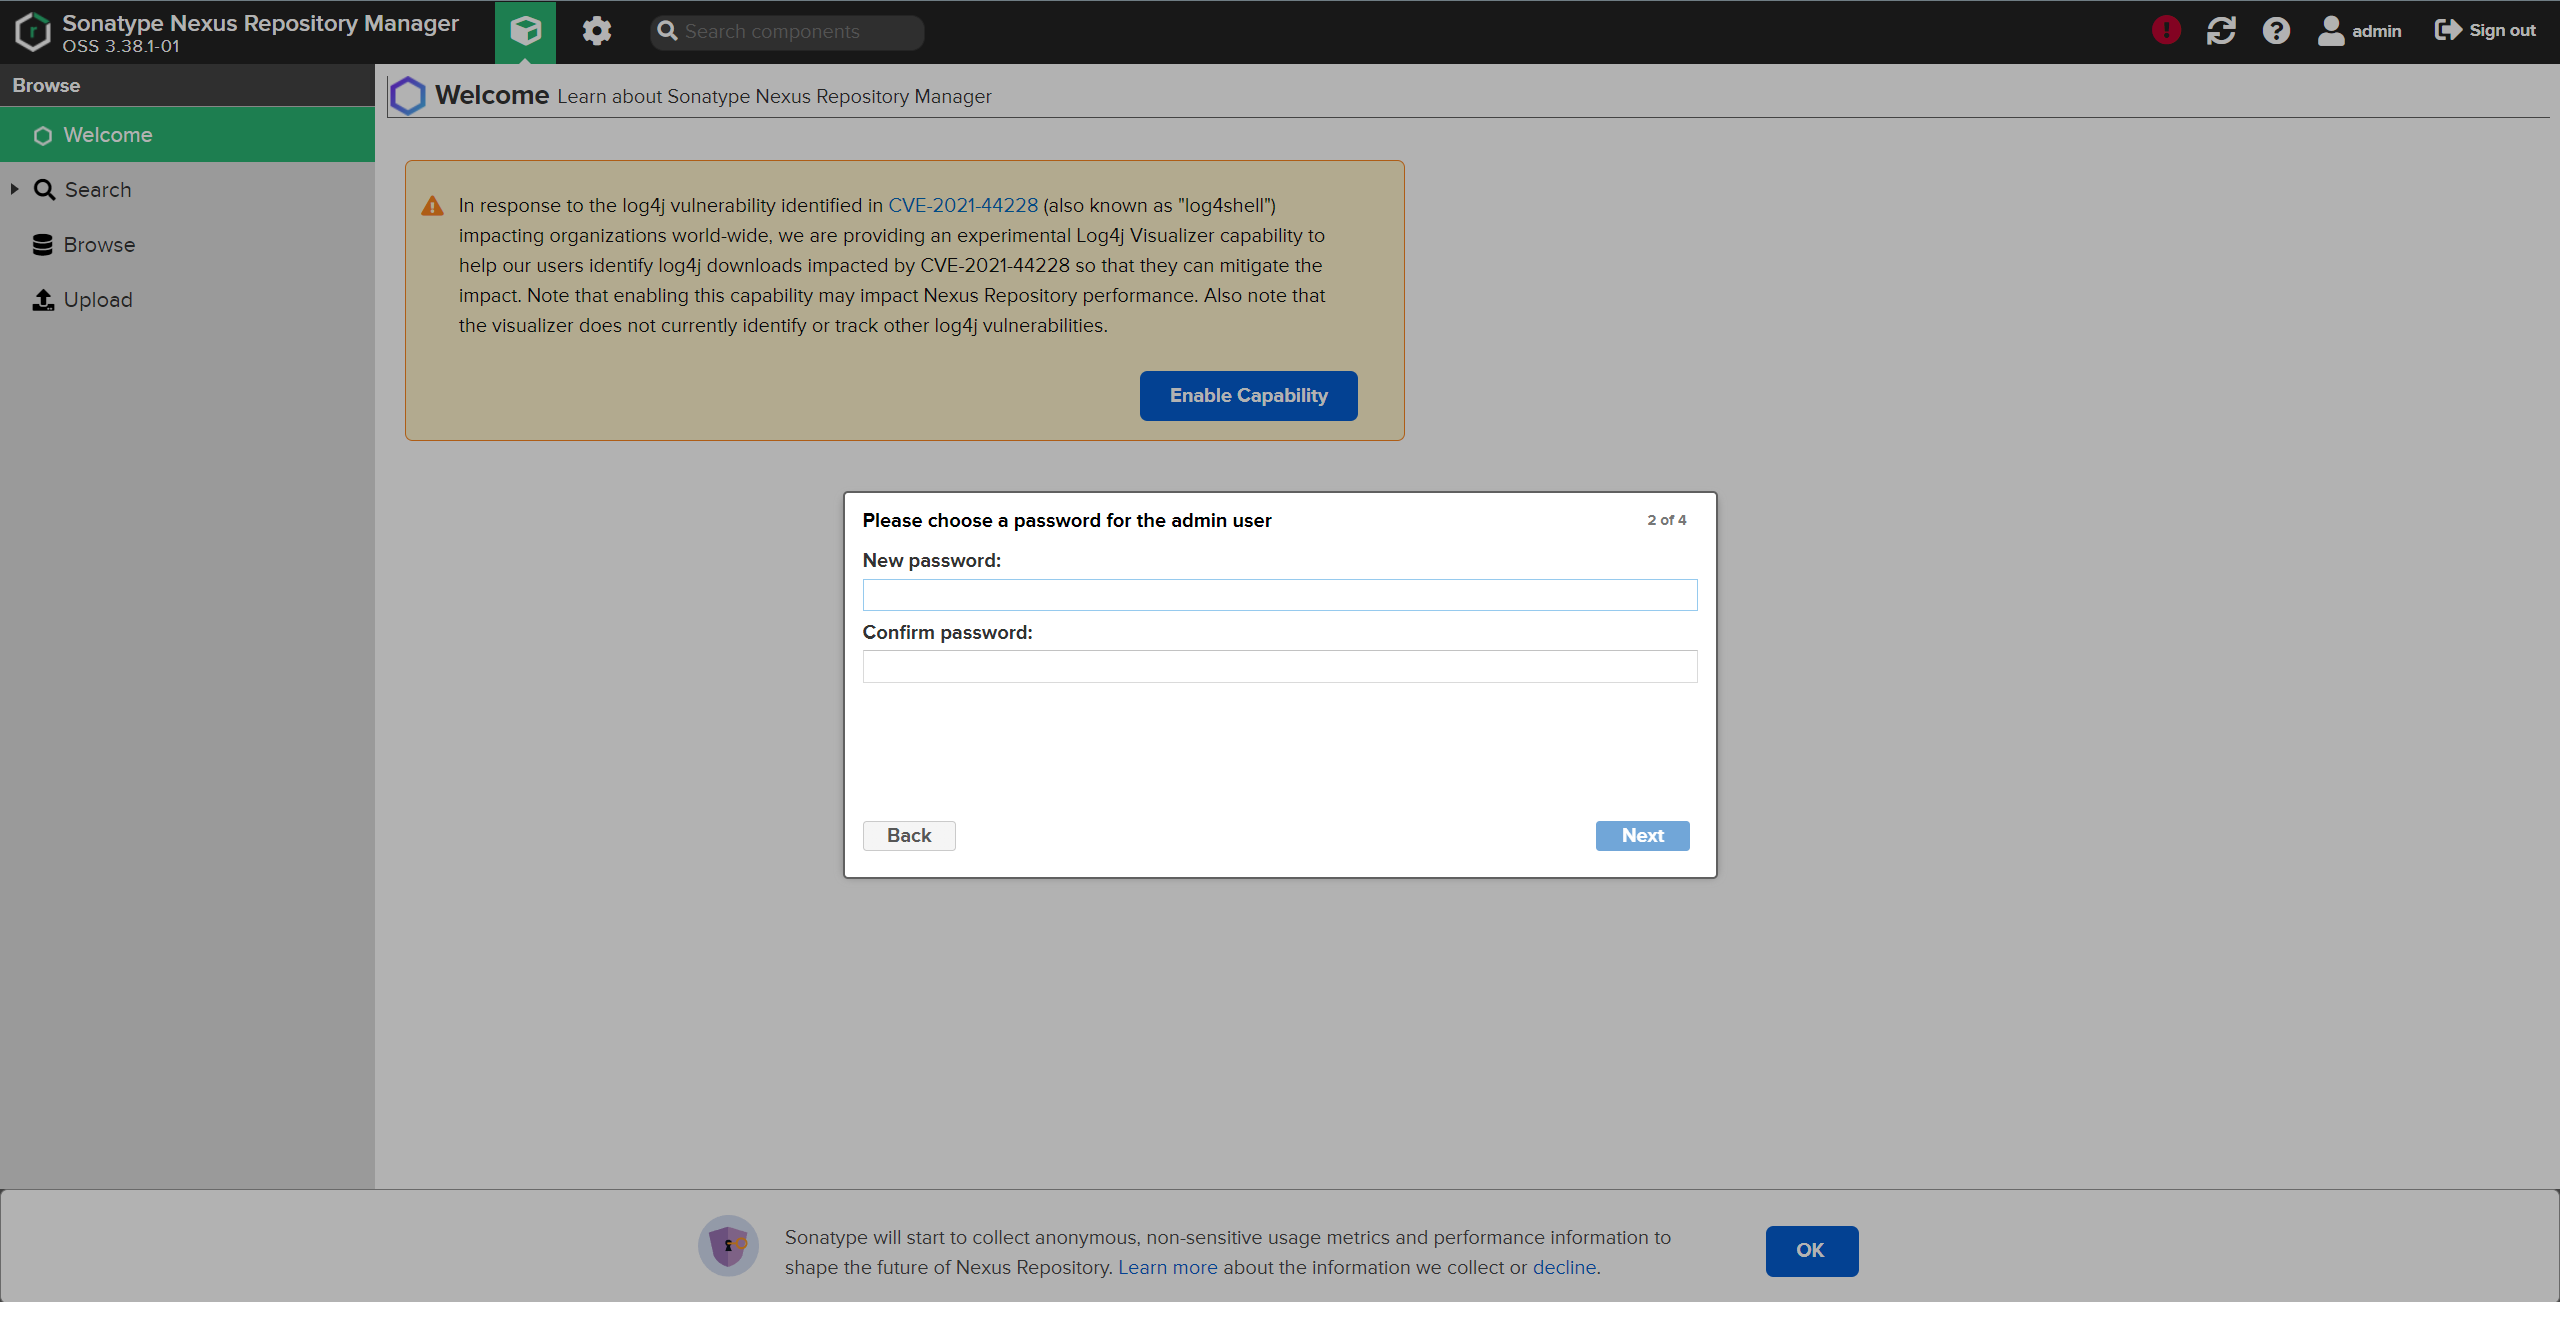 Sonatype Nexus Repository Manager
OSS 3.38.1-01
Search components
admin
Sign out
Browse
Welcome
Search
Browse
Upload
Welcome Learn about Sonatype Nexus Repository Manager
In response to the log4j vulnerability identified in CVE-2021-44228 (also known as "log4shell")
impacting organizations world-wide, we are providing an experimental Log4j Visualizer capability to
help our users identify log4j downloads impacted by CVE-2021-44228 so that they can mitigate the
impact. Note that enabling this capability may impact Nexus Repository performance. Also note that
the visualizer does not currently identify or track other log4j vulnerabilities.
Enable Capability
Please choose a password for the admin user
2 of 4
New password:
Confirm password:
Back
Next
Sonatype will start to collect anonymous, non-sensitive usage metrics and performance information to
shape the future of Nexus Repository. Learn more about the information we collect or decline.
OK